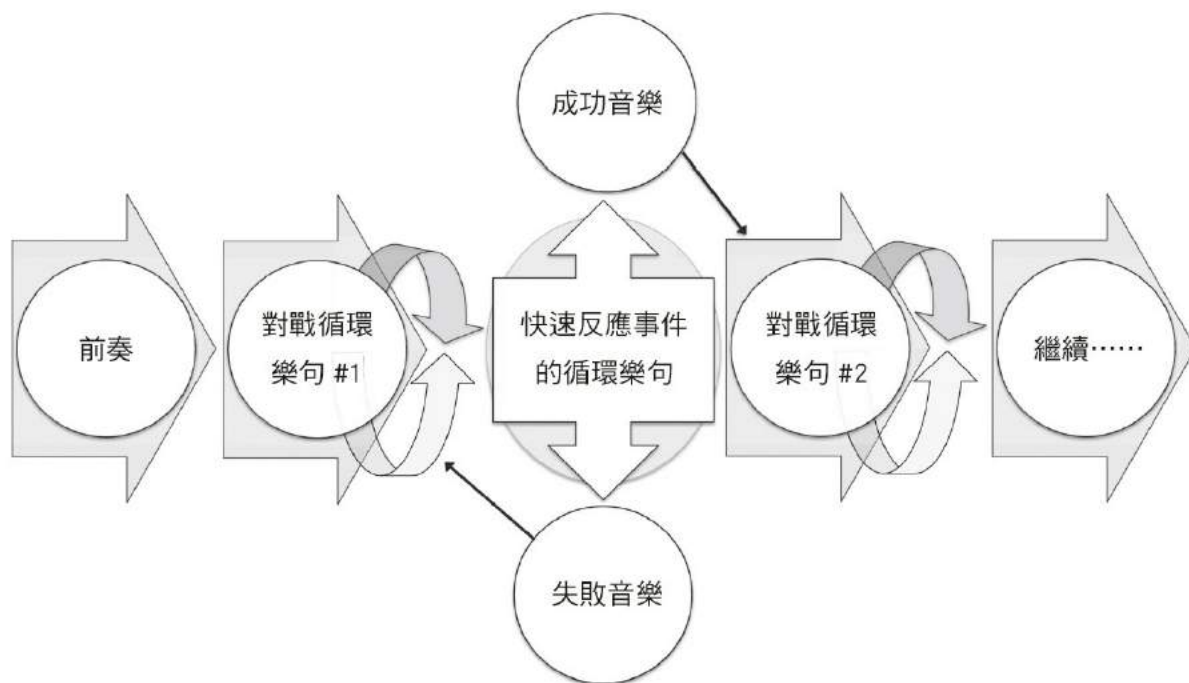 成功音樂
前奏
對戰循環
樂句 #1
快速反應事件
的循環樂句
對戰循環
樂句 #2
繼續……
失敗音樂